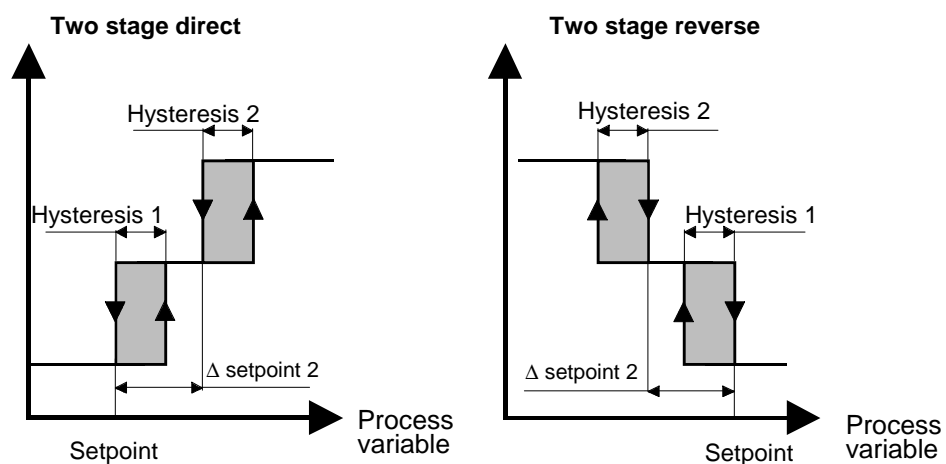 Two stage direct
Hysteresis 2
Hysteresis 1
Δ setpoint 2
Process
variable
Setpoint
Two stage reverse
Hysteresis 2
Hysteresis 1
Δ setpoint 2
Process
variable
Setpoint